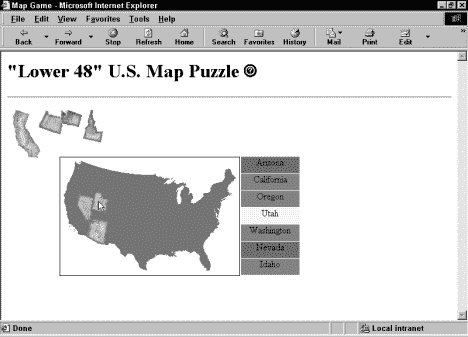 Map Game - Microsoft Internet Explorer
File Edit View Favorites Tools Help
Back Forward Stop Refresh Home Search Favorites History Mail Print Edit »
"Lower 48" U.S. Map Puzzle ?
Arizona
California
Oregon
Utah
Washington
Nevada
Idaho
Done Local intranet